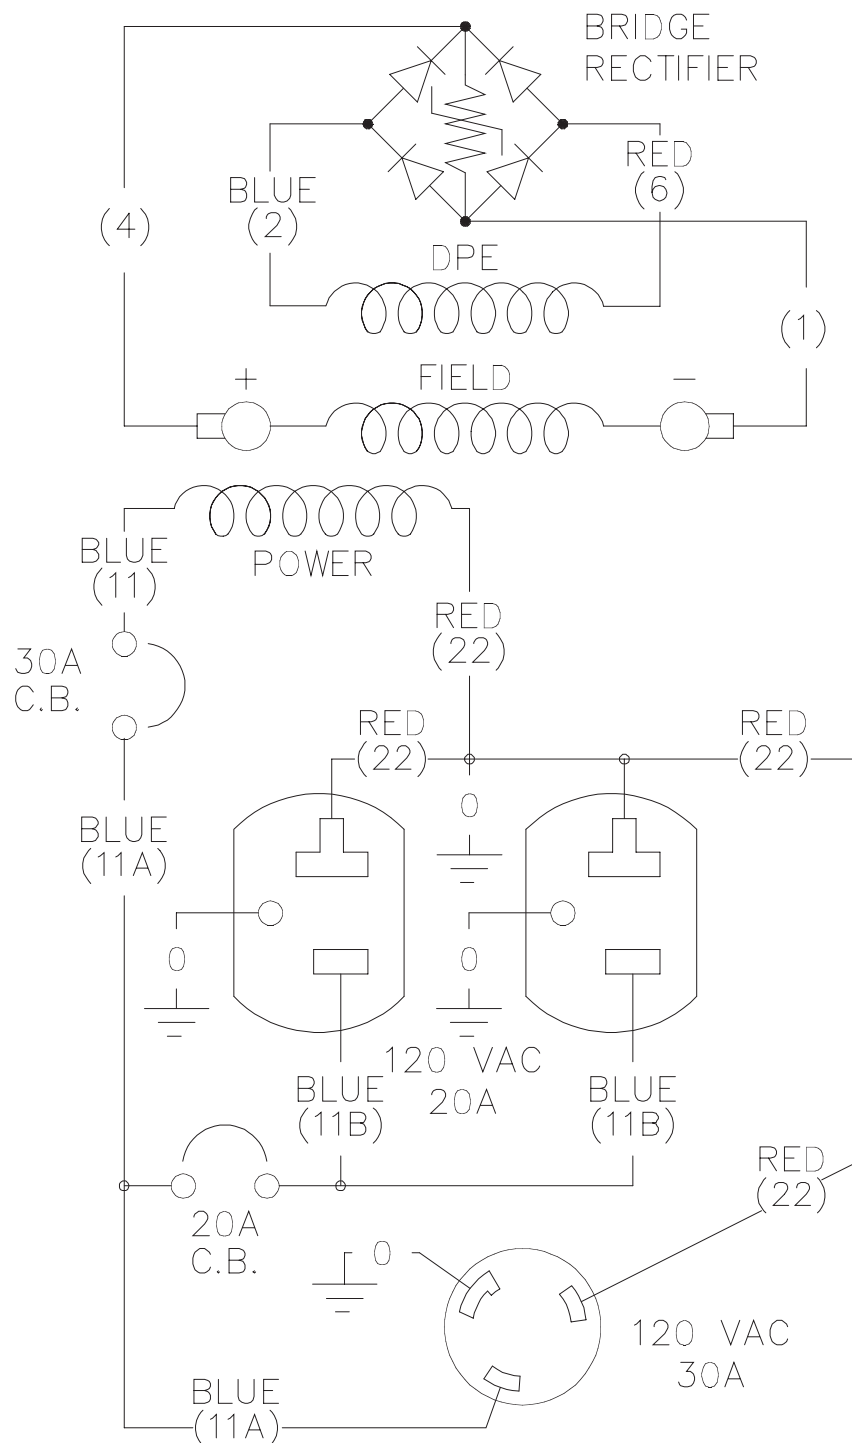 BRIDGE
RECTIFIER
BLUE
(2)
RED
(6)
(4)
DPE
(1)
+
FIELD
-
BLUE
(11)
POWER
RED
(22)
30A
C.B.
RED
(22)
RED
(22)
0
BLUE
(11A)
0
0
120 VAC
20A
BLUE
(11B)
BLUE
(11B)
RED
(22)
20A
C.B.
0
120 VAC
30A
BLUE
(11A)